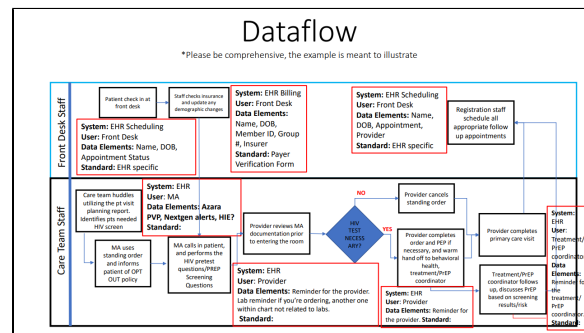 Dataflow
*Please be comprehensive, the example is meant to illustrate
Front Desk Staff
Patient check in at
front desk
Staff checks insurance
and update any
demographic changes
System: EHR Billing
User: Front Desk
Data Elements:
Name, DOB,
Member ID, Group
#, Insurer
Standard: Payer
Verification Form
System: EHR Scheduling
User: Front Desk
Data Elements: Name,
DOB, Appointment,
Provider
Standard: EHR specific
Registration staff
schedule all
appropriate follow
up appointments
System: EHR Scheduling
User: Front Desk
Data Elements: Name, DOB,
Appointment Status
Standard: EHR specific
Care Team Staff
Care team huddles
utilizing the pt visit
planning report.
Identifies pts needed
HIV screen
System: EHR
User: MA
Data Elements: Azara
PVP, Nextgen alerts, HIE?
Standard:
MA uses
standing order and
informs patient of OPT
OUT policy
MA calls in patient, and
performs the HIV pretest
questions/PREP
Screening Questions
Provider reviews MA
documentation prior to
entering the room
HIV
TEST
NECESS
ARY?
NO
YES
Provider cancels
standing order
Provider completes
order and PEP if
necessary, and warm
hand off to behavioral
health,
treatment/PrEP
coordinator
Provider completes
primary care visit
Treatment/PrEP
coordinator follows
up, discusses PrEP
based on screening
results/risk
System: EHR
User: Provider
Data Elements: Reminder for the provider.
Lab reminder if you're ordering, another one
within chart not related to labs.
Standard:
System: EHR
User: Provider
Data Elements: Reminder for
the provider. Standard:
System:
EHR
User:
Treatment/
PrEP
coordinator
Data
Elements:
Reminder for
the
treatment/
PrEP
coordinator
Standard: